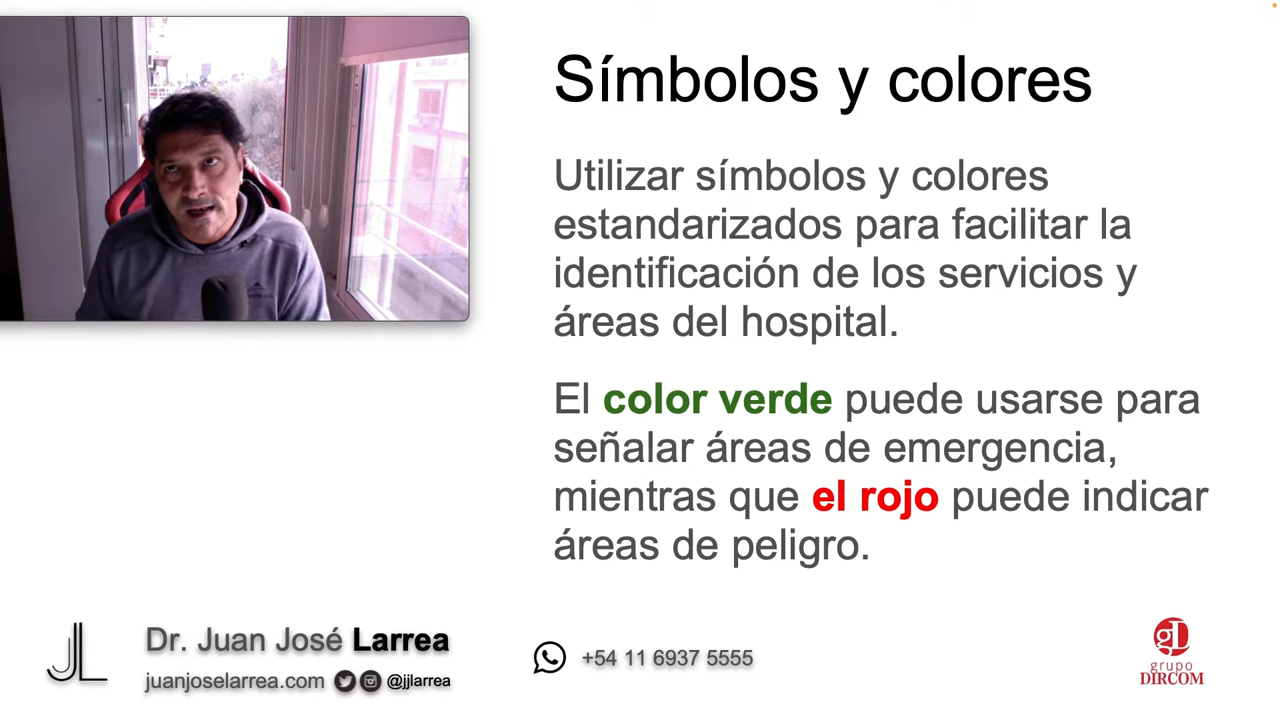 Símbolos y colores
Utilizar símbolos y colores
estandarizados para facilitar la
identificación de los servicios y
áreas del hospital.
El color verde puede usarse para
señalar áreas de emergencia,
mientras que el rojo puede indicar
áreas de peligro.
JL
Dr. Juan José Larrea
juanjoselarrea.com @jjlarrea
+54 11 6937 5555
gD
grupo
DIRCOM